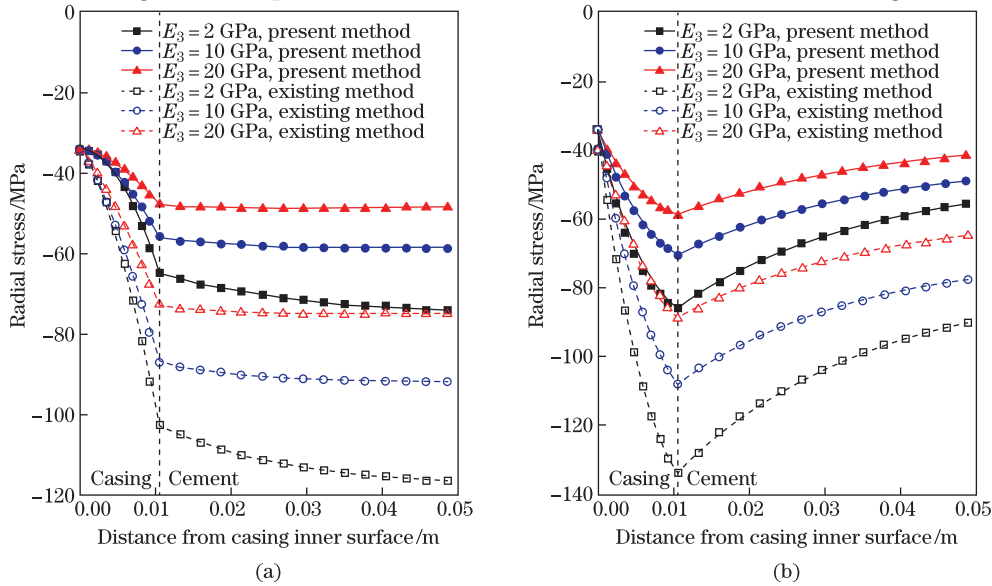 0
−20
−40
−60
−80
−100
−120
Radial stress/MPa
E3 = 2 GPa, present method
E3 = 10 GPa, present method
E3 = 20 GPa, present method
E3 = 2 GPa, existing method
E3 = 10 GPa, existing method
E3 = 20 GPa, existing method
Casing Cement
0.00 0.01 0.02 0.03 0.04 0.05
Distance from casing inner surface/m
(a)
0
−20
−40
−60
−80
−100
−120
−140
Radial stress/MPa
E3 = 2 GPa, present method
E3 = 10 GPa, present method
E3 = 20 GPa, present method
E3 = 2 GPa, existing method
E3 = 10 GPa, existing method
E3 = 20 GPa, existing method
Casing Cement
0.00 0.01 0.02 0.03 0.04 0.05
Distance from casing inner surface/m
(b)